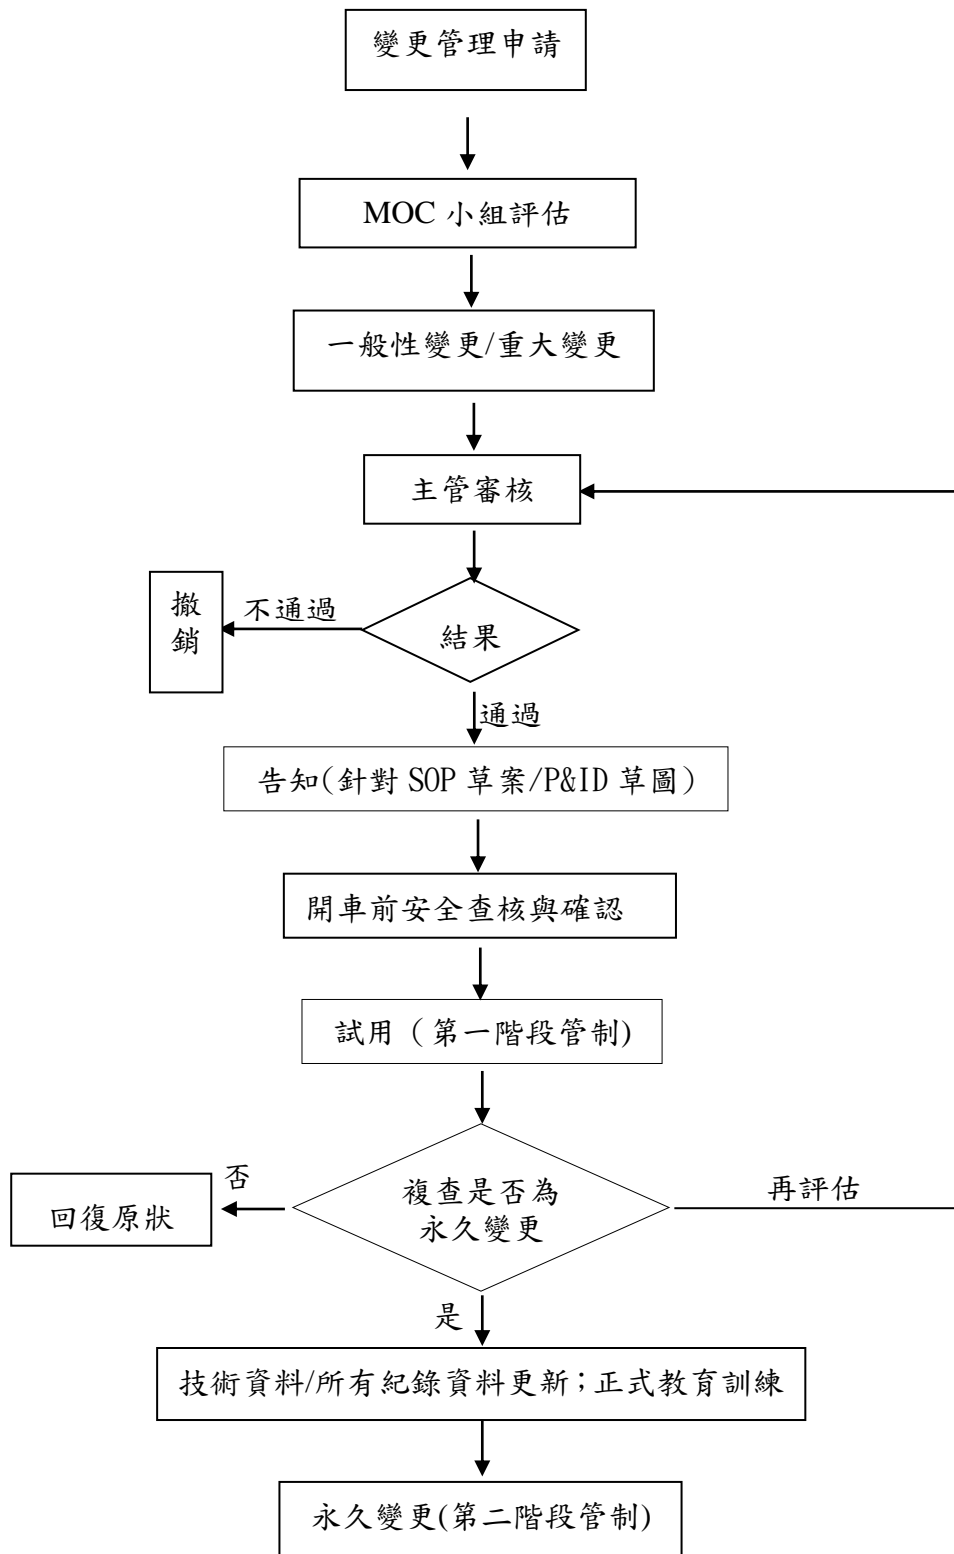 變更管理申請
MOC 小組評估
一般性變更/重大變更
主管審核
撤
銷
不通過
結果
通過
告知(針對 SOP 草案/P&ID 草圖)
開車前安全查核與確認
試用（第一階段管制)
複查是否為
永久變更
否
回復原狀
再評估
是
技術資料/所有紀錄資料更新；正式教育訓練
永久變更(第二階段管制)